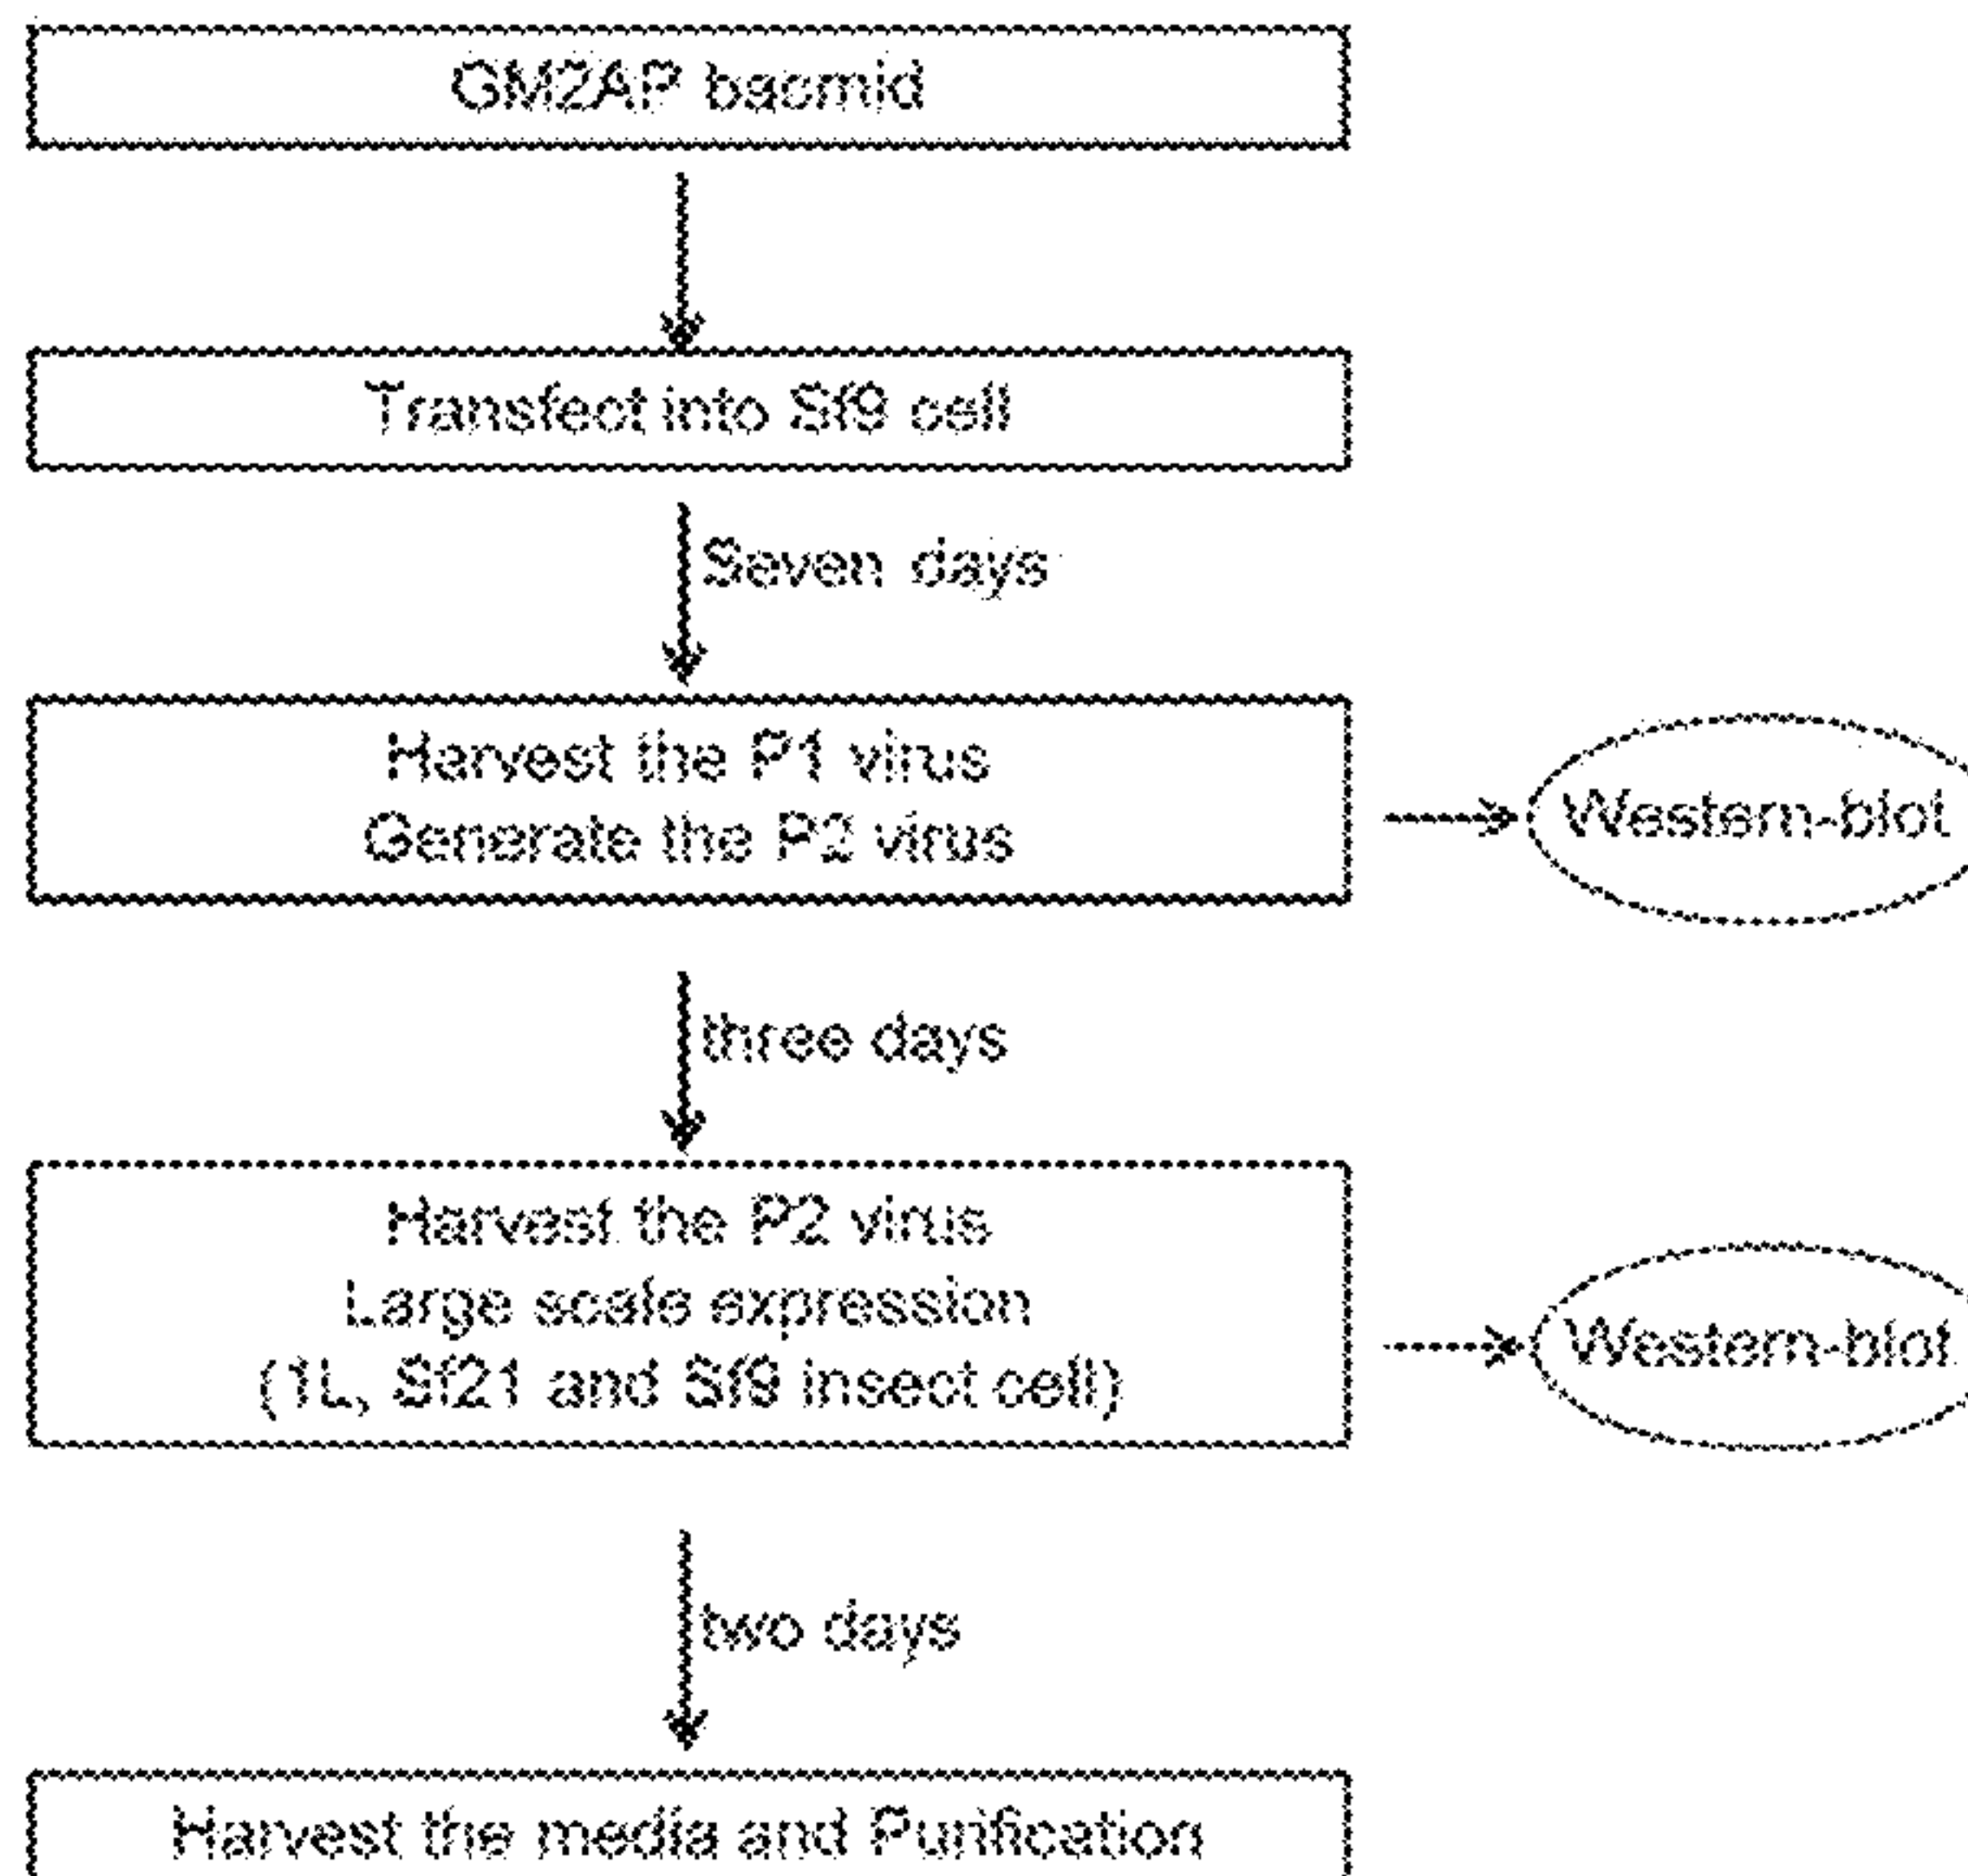 GM2AP bacmid
Transfect into Sf9 cell
Seven days
Harvest the P1 virus
Generate the P2 virus
Western-blot
three days
Harvest the P2 virus
Large scale expression
(1L, Sf21 and Sf9 insect cell)
Western-blot
two days
Harvest the media and Purification